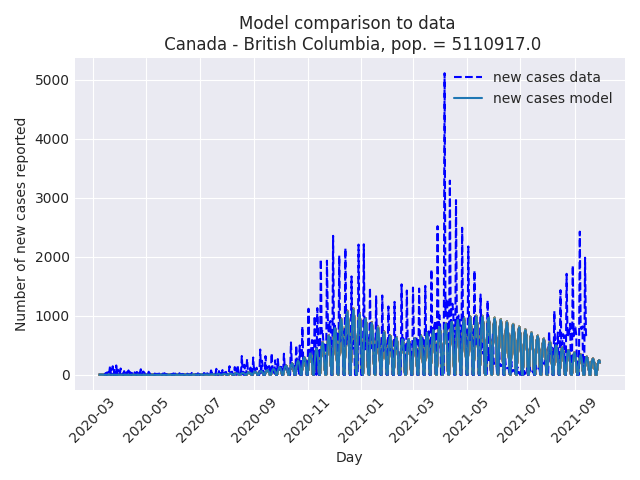 Model comparison to data
Canada - British Columbia, pop. = 5110917.0
new cases data
new cases model
Number of new cases reported
5000
4000
3000
2000
1000
0
2020-03
2020-05
2020-07
2020-09
2020-11
2021-01
2021-03
2021-05
2021-07
2021-09
Day